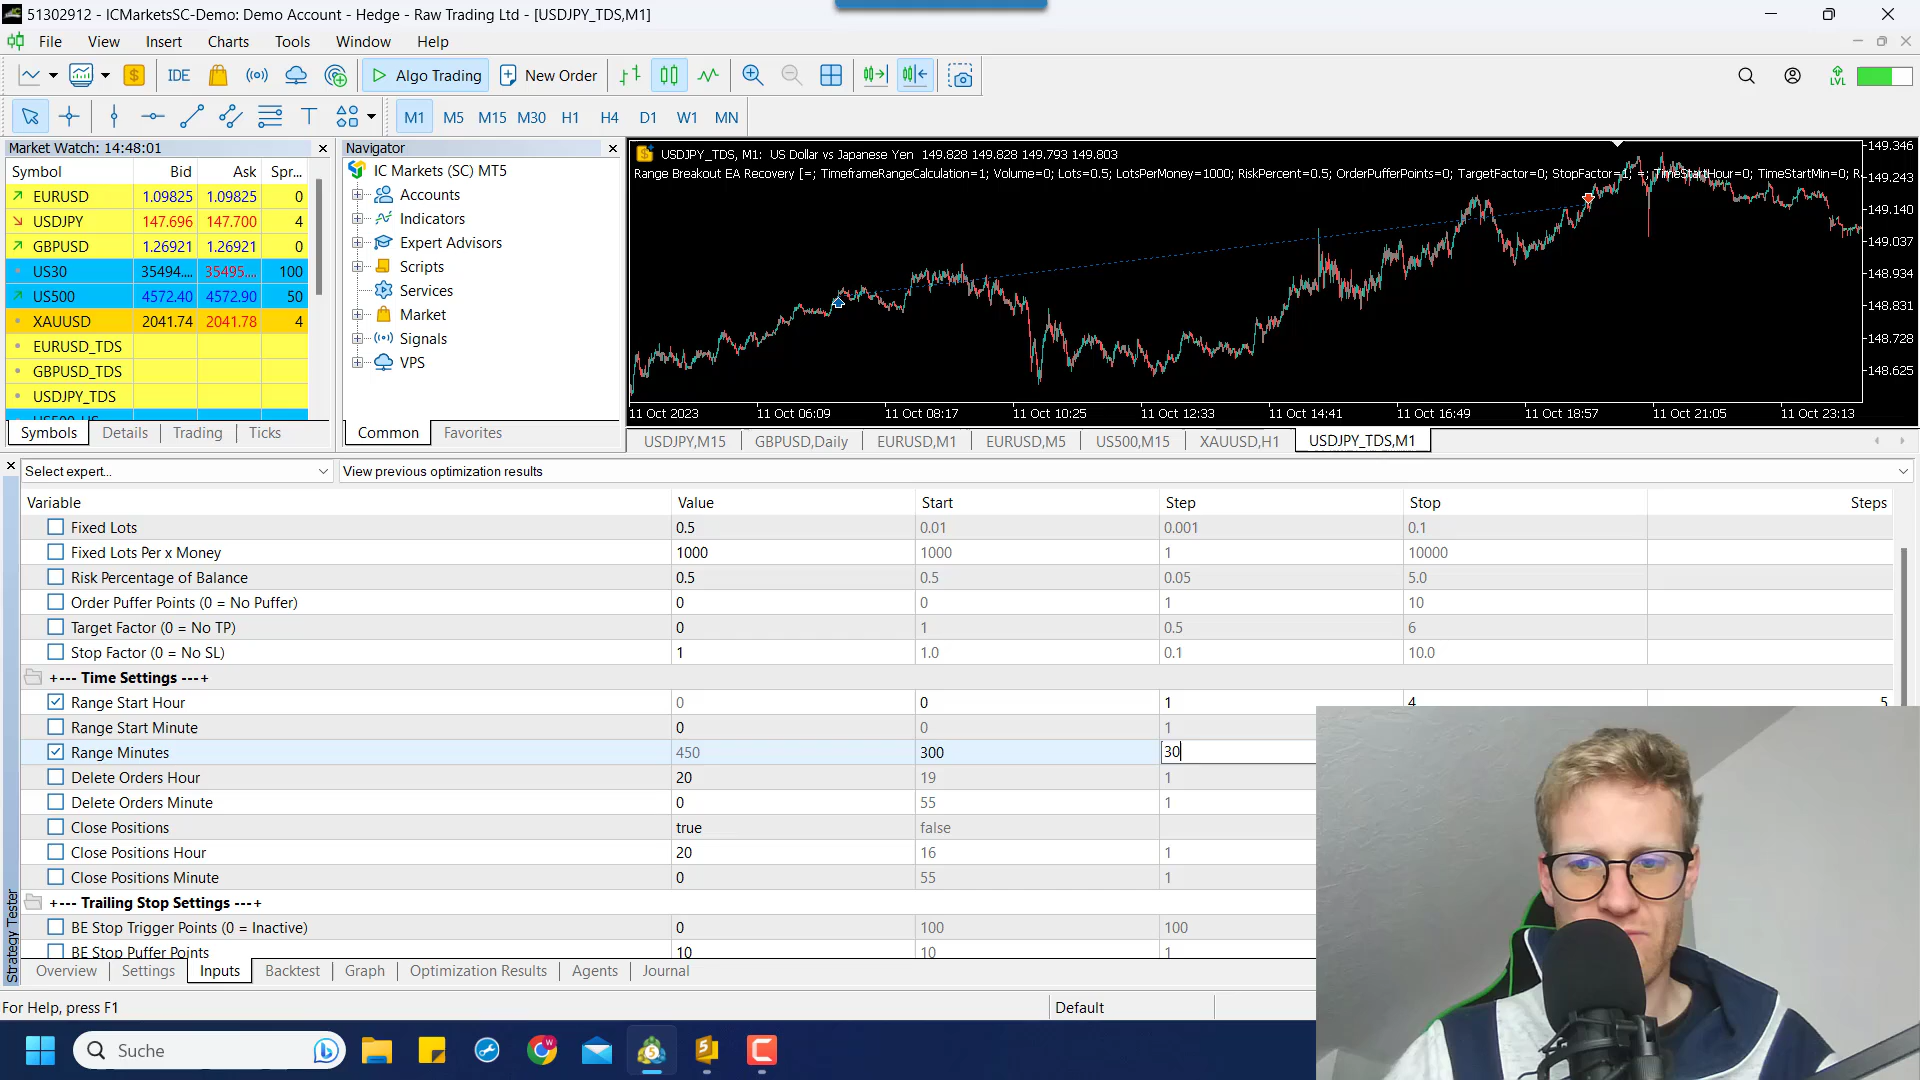 51302912 - ICMarketsSC-Demo: Demo Account - Hedge - Raw Trading Ltd - [USDJPY_TDS,M1]
File View Insert Charts Tools Window Help
IDE Algo Trading New Order LVL
M1 M5 M15 M30 H1 H4 D1 W1 MN
Market Watch: 14:48:01
Symbol Bid Ask Spr...
EURUSD 1.09825 1.09825 0
USDJPY 147.696 147.700 4
GBPUSD 1.26921 1.26921 0
US30 35494.... 35495.... 100
US500 4572.40 4572.90 50
XAUUSD 2041.74 2041.78 4
EURUSD_TDS
GBPUSD_TDS
USDJPY_TDS
Symbols Details Trading Ticks
Navigator
IC Markets (SC) MT5
Accounts
Indicators
Expert Advisors
Scripts
Services
Market
Signals
VPS
Common Favorites
USDJPY_TDS, M1: US Dollar vs Japanese Yen 149.828 149.828 149.793 149.803
Range Breakout EA Recovery [=; TimeframeRangeCalculation=1; Volume=0; Lots=0.5; LotsPerMoney=1000; RiskPercent=0.5; OrderPufferPoints=0; TargetFactor=0; StopFactor=1; =; TimeStartHour=0; TimeStartMin=0; R
149.346
149.243
149.140
149.037
148.934
148.831
148.728
148.625
11 Oct 2023 11 Oct 06:09 11 Oct 08:17 11 Oct 10:25 11 Oct 12:33 11 Oct 14:41 11 Oct 16:49 11 Oct 18:57 11 Oct 21:05 11 Oct 23:13
USDJPY,M15 GBPUSD,Daily EURUSD,M1 EURUSD,M5 US500,M15 XAUUSD,H1 USDJPY_TDS,M1
Select expert... View previous optimization results
Variable Value Start Step Stop Steps
Fixed Lots 0.5 0.01 0.001 0.1
Fixed Lots Per x Money 1000 1000 1 10000
Risk Percentage of Balance 0.5 0.5 0.05 5.0
Order Puffer Points (0 = No Puffer) 0 0 1 10
Target Factor (0 = No TP) 0 1 0.5 6
Stop Factor (0 = No SL) 1 1.0 0.1 10.0
+--- Time Settings ---+
Range Start Hour 0 0 1 4 5
Range Start Minute 0 0 1
Range Minutes 450 300 30
Delete Orders Hour 20 19 1
Delete Orders Minute 0 55 1
Close Positions true false
Close Positions Hour 20 16 1
Close Positions Minute 0 55 1
+--- Trailing Stop Settings ---+
BE Stop Trigger Points (0 = Inactive) 0 100 100
BE Stop Puffer Points 10 10 1
Strategy Tester
Overview Settings Inputs Backtest Graph Optimization Results Agents Journal
For Help, press F1 Default
Suche